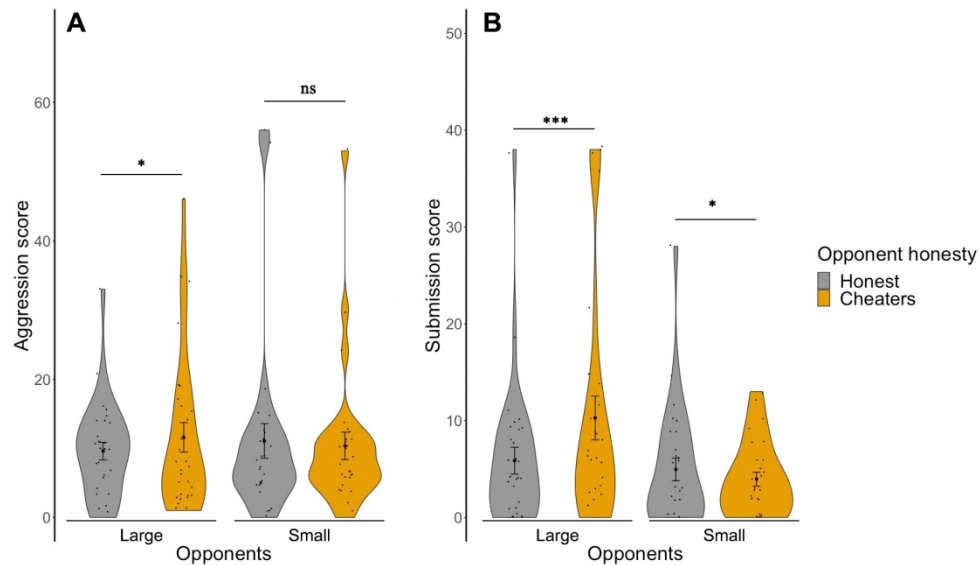 A
Aggression score
60
40
20
0
*
ns
Large
Small
Opponents
B
Submission score
50
40
30
20
10
0
***
*
Large
Small
Opponents
Opponent honesty
Honest
Cheaters